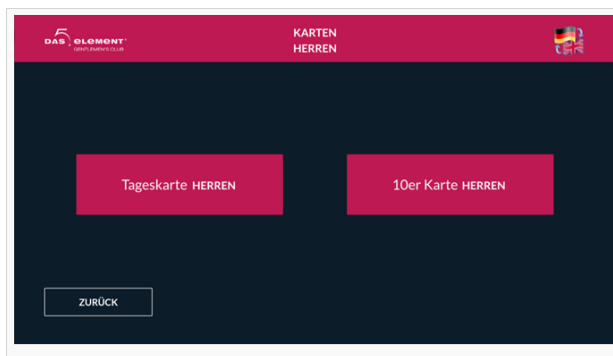 5
DAS element
GENTLEMEN'S CLUB
KARTEN
HERREN
Tageskarte HERREN
10er Karte HERREN
ZURÜCK